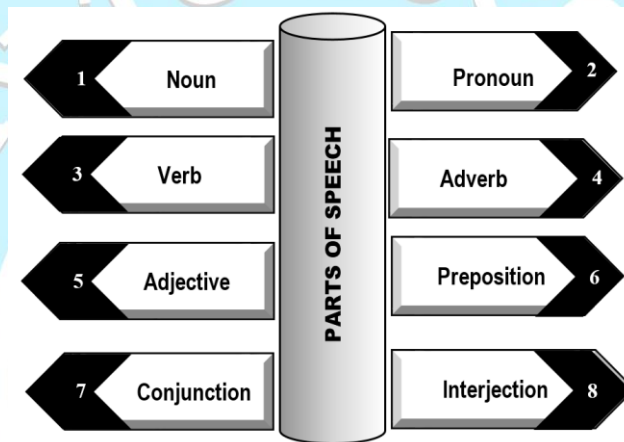 1 Noun
Pronoun 2
3 Verb
Adverb 4
5 Adjective
Preposition 6
7 Conjunction
Interjection 8
PARTS OF SPEECH